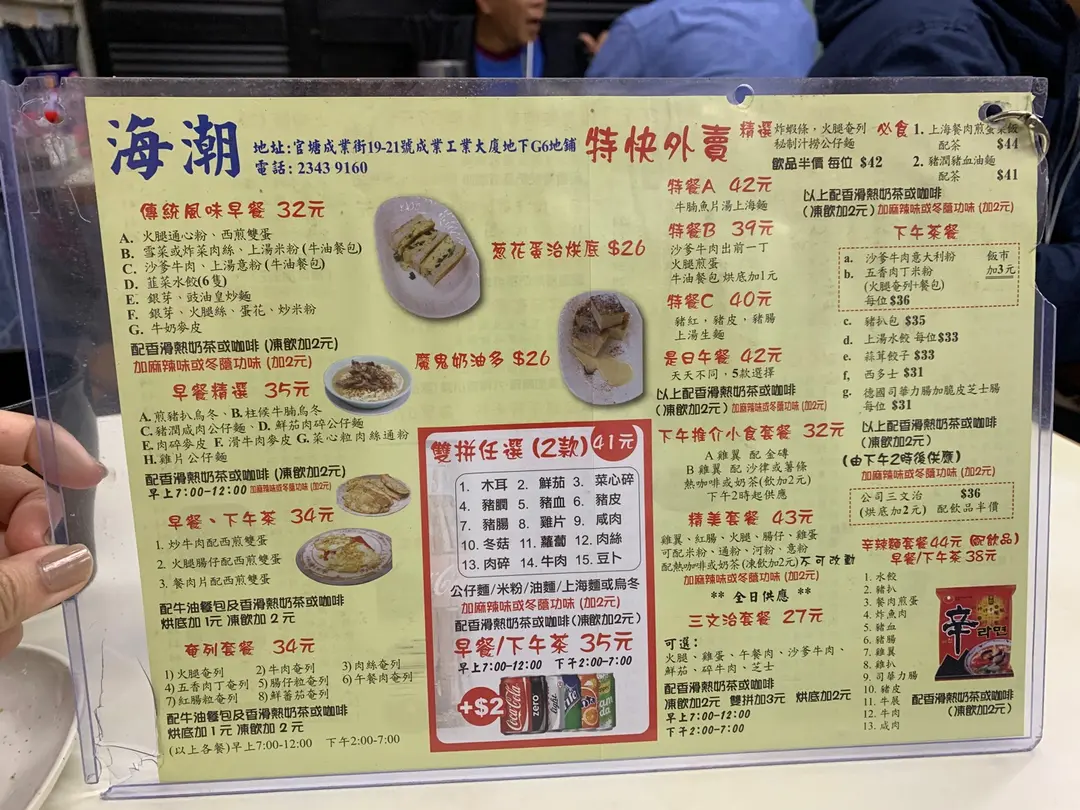 海潮
地址:官塘成業街19-21號成業工業大廈地下G6地鋪
電話: 2343 9160
傳統風味早餐 32元
A. 火腿通心粉、西煎雙蛋
B. 雪菜或炸菜肉絲、上湯米粉 (牛油餐包)
C. 沙爹牛肉、上湯意粉 (牛油餐包)
D. 韮菜水餃(6隻)
E. 銀芽、豉油皇炒麵
F. 銀芽、火腿絲、蛋花、炒米粉
G. 牛奶麥皮
配香滑熱奶茶或咖啡 (凍飲加2元)
加麻辣味或冬蔭功味 (加2元)
早餐精選 35元
A. 煎豬扒烏冬、B. 柱候牛腩烏冬
C. 豬潤咸肉公仔麵、D. 鮮茄肉碎公仔麵
E. 肉碎麥皮 F. 滑牛肉麥皮 G. 菜心粒肉絲通粉
H. 雞片公仔麵
配香滑熱奶茶或咖啡 (凍飲加2元)
早上7:00-12:00 加麻辣味或冬蔭功味 (加2元)
早餐、下午茶 34元
1. 炒牛肉配西煎雙蛋
2. 火腿腸仔配西煎雙蛋
3. 餐肉片配西煎雙蛋
配牛油餐包及香滑熱奶茶或咖啡
烘底加 1元 凍飲加 2 元
奄列套餐 34元
1) 火腿奄列 2) 牛肉奄列 3) 肉絲奄列
4) 五香肉丁奄列 5) 腸仔粒奄列 6) 午餐肉奄列
7) 紅腸粒奄列 8) 鮮蕃茄奄列
配牛油餐包及香滑熱奶茶或咖啡
烘底加 1 元 凍飲加 2 元
(以上各餐)早上7:00-12:00 下午2:00-7:00
葱花蛋治烘底 $26
魔鬼奶油多 $26
雙拼任選 (2款) 41元
1. 木耳 2. 鮮茄 3. 菜心碎
4. 豬膶 5. 豬血 6. 豬皮
7. 豬腸 8. 雞片 9. 咸肉
10. 冬菇 11. 蘿蔔 12. 肉絲
13. 肉碎 14. 牛肉 15. 豆卜
公仔麵/米粉/油麵/上海麵或烏冬
加麻辣味或冬蔭功味 (加2元)
配香滑熱奶茶或咖啡(凍飲加2元)
早餐/下午茶 35元
早上7:00-12:00 下午2:00-7:00
+$2
Coca-Cola
zero
light
特快外賣
精選 炸蝦條，火腿奄列
秘制汁撈公仔麵
飲品半價 每位 $42
必食 1. 上海餐肉煎蛋菜飯
配茶 $44
2. 豬潤豬血油麵
配茶 $41
以上配香滑熱奶茶或咖啡
(凍飲加2元) 加麻辣味或冬蔭功味 (加2元)
特餐A 42元
牛腩魚片湯上海麵
特餐B 39元
沙爹牛肉出前一丁
火腿煎蛋
牛油餐包 烘底加1元
特餐C 40元
豬紅，豬皮，豬腸
上湯生麵
是日午餐 42元
天天不同，5款選擇
以上配香滑熱奶茶或咖啡
(凍飲加2元) 加麻辣味或冬蔭功味 (加2元)
下午推介小食套餐 32元
A 雞翼 配 金磚
B 雞翼 配 沙律或薯條
熱咖啡或奶茶(飲加2元)
下午2時起供應
精美套餐 43元
雞翼、紅腸、火腿、腸仔、雞蛋
可配米粉、通粉、河粉、意粉
配熱咖啡或奶茶(凍飲加2元) 不可改動
加麻辣味或冬蔭功味 (加2元)
** 全日供應 **
三文治套餐 27元
可選：
火腿、雞蛋、午餐肉、沙爹牛肉、
鮮茄、碎牛肉、芝士
配香滑熱奶茶或咖啡
凍飲加2元 雙拼加3元 烘底加2元
早上7:00-12:00
下午2:00-7:00
下午茶餐
a. 沙爹牛肉意大利粉
b. 五香肉丁米粉
(火腿奄列+餐包)
每位 $36
飯市
加3元
c. 豬扒包 $35
d. 上湯水餃 每位$33
e. 蒜茸餃子 $33
f. 西多士 $31
g. 德國司華力腸加脆皮芝士腸
每位 $31
以上配香滑熱奶茶或咖啡
(凍飲加2元)
(由下午2時後供應)
加麻辣味或冬蔭功味 (加2元)
公司三文治 $36
(烘底加2元) 配飲品半價
辛辣麵套餐44元 (配飲品)
早餐/下午茶 38元
1. 水餃
2. 豬扒
3. 餐肉煎蛋
4. 炸魚肉
5. 豬血
6. 豬腸
7. 雞翼
8. 雞扒
9. 司華力腸
10. 豬皮
11. 牛展
12. 牛肉
13. 咸肉
辛
라면
配香滑熱奶茶或咖啡
(凍飲加2元)